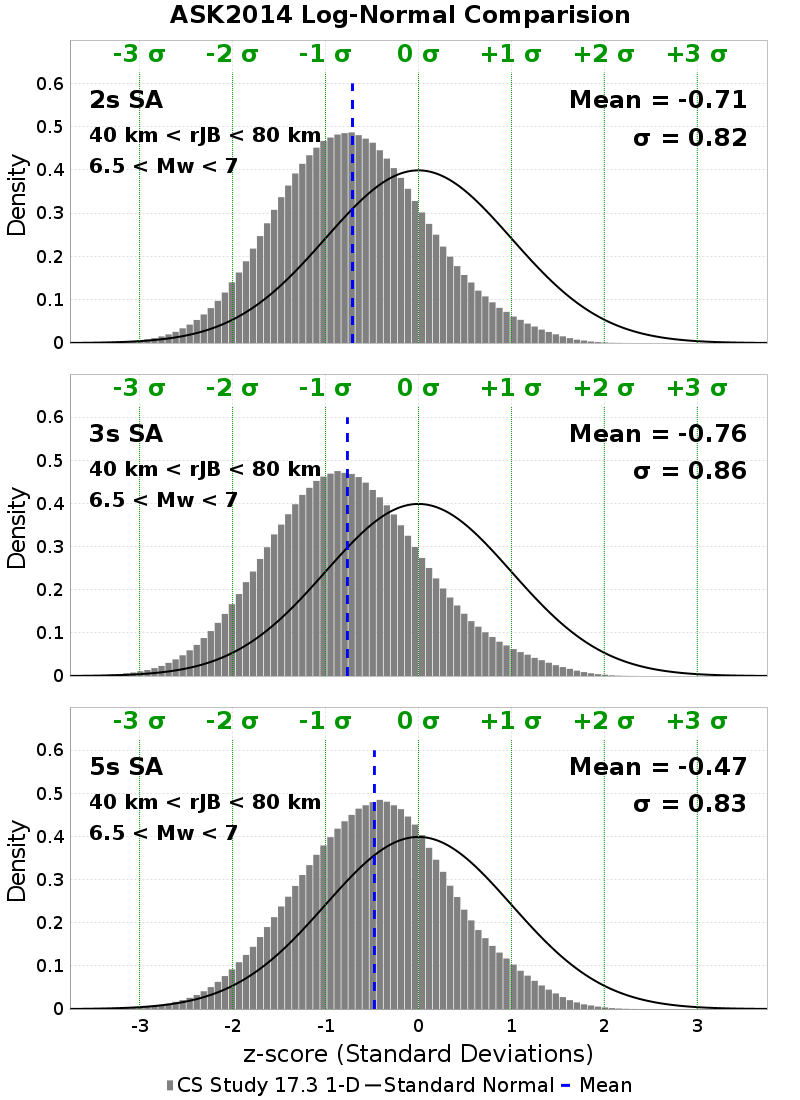 ASK2014 Log-Normal Comparision
-3 σ -2 σ -1 σ 0 σ +1 σ +2 σ +3 σ
0.6
2s SA Mean = -0.71
0.5
40 km < rJB < 80 km σ = 0.82
6.5 < Mw < 7
0.4
0.3
0.2
0.1
0
Density
-3 σ -2 σ -1 σ 0 σ +1 σ +2 σ +3 σ
0.6
3s SA Mean = -0.76
0.5
40 km < rJB < 80 km σ = 0.86
6.5 < Mw < 7
0.4
0.3
0.2
0.1
0
Density
-3 σ -2 σ -1 σ 0 σ +1 σ +2 σ +3 σ
0.6
5s SA Mean = -0.47
0.5
40 km < rJB < 80 km σ = 0.83
6.5 < Mw < 7
0.4
0.3
0.2
0.1
0
Density
-3 -2 -1 0 1 2 3
z-score (Standard Deviations)
CS Study 17.3 1-D Standard Normal Mean